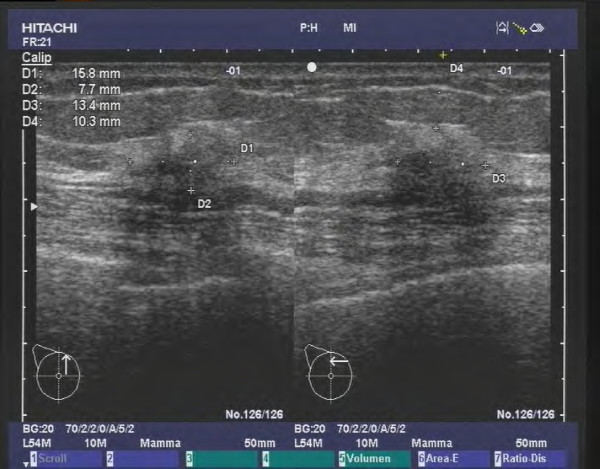 HITACHI P:H MI
FR:21
Calip
D1: 15.8 mm
D2: 7.7 mm
D3: 13.4 mm
D4: 10.3 mm
-01 D4 -01
D1
D3
D2
No.126/126 No.126/126
BG:20 70/2/2/0/A/5/2 BG:20 70/2/2/0/A/5/2
L54M 10M Mamma 50mm L54M 10M Mamma 50mm
1 Scroll 2 3 4 5 Volumen 6 Area-E 7 Ratio-Dis